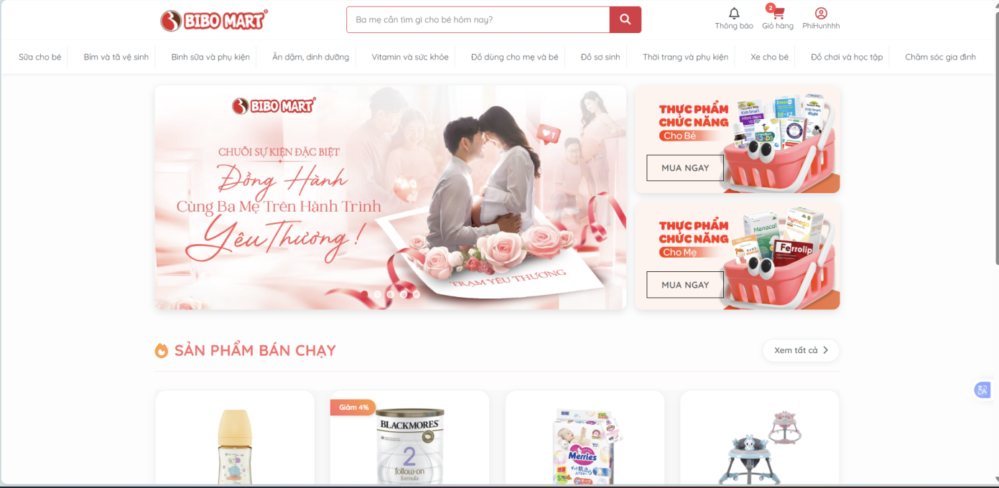 BIBO MART
Ba mẹ cần tìm gì cho bé hôm nay?
Thông báo
2
Giỏ hàng
PhiHunhhh
Sữa cho bé
Bỉm và tã vệ sinh
Bình sữa và phụ kiện
Ăn dặm, dinh dưỡng
Vitamin và sức khỏe
Đồ dùng cho mẹ và bé
Đồ sơ sinh
Thời trang và phụ kiện
Xe cho bé
Đồ chơi và học tập
Chăm sóc gia đình
BIBO MART
CHUỖI SỰ KIỆN ĐẶC BIỆT
Đồng Hành
Cùng Ba Mẹ Trên Hành Trình
Yêu Thương!
1
TRẠM YÊU THƯƠNG
THỰC PHẨM
CHỨC NĂNG
Cho Bé
MUA NGAY
THỰC PHẨM
CHỨC NĂNG
Cho Mẹ
MUA NGAY
Menacal
hymega
Ferrolip
SẢN PHẨM BÁN CHẠY
Xem tất cả
Giảm 4%
BLACKMORES
2
follow-on
formula
Merries